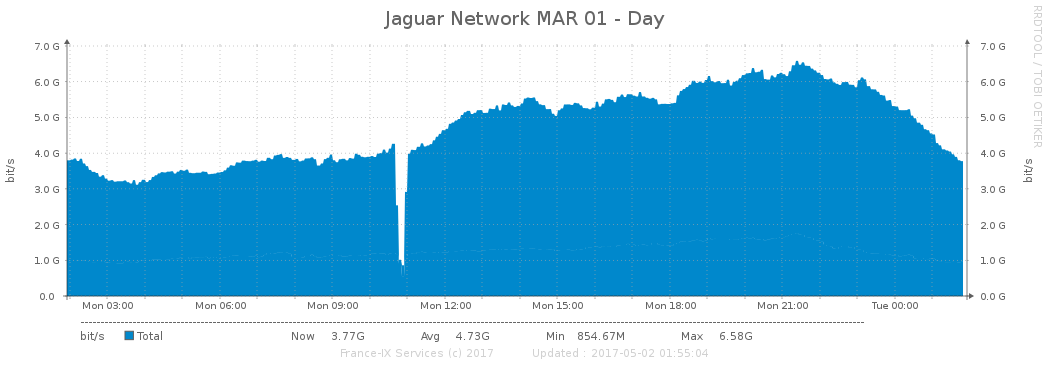 Jaguar Network MAR 01 - Day
RRDTOOL / TOBI OETIKER
7.0 G 7.0 G
6.0 G 6.0 G
5.0 G 5.0 G
4.0 G 4.0 G
3.0 G 3.0 G
2.0 G 2.0 G
1.0 G 1.0 G
0.0 0.0 G
bit/s bit/s
Mon 03:00 Mon 06:00 Mon 09:00 Mon 12:00 Mon 15:00 Mon 18:00 Mon 21:00 Tue 00:00
bit/s Total Now 3.77G Avg 4.73G Min 854.67M Max 6.58G
France-IX Services (c) 2017 Updated : 2017-05-02 01:55:04